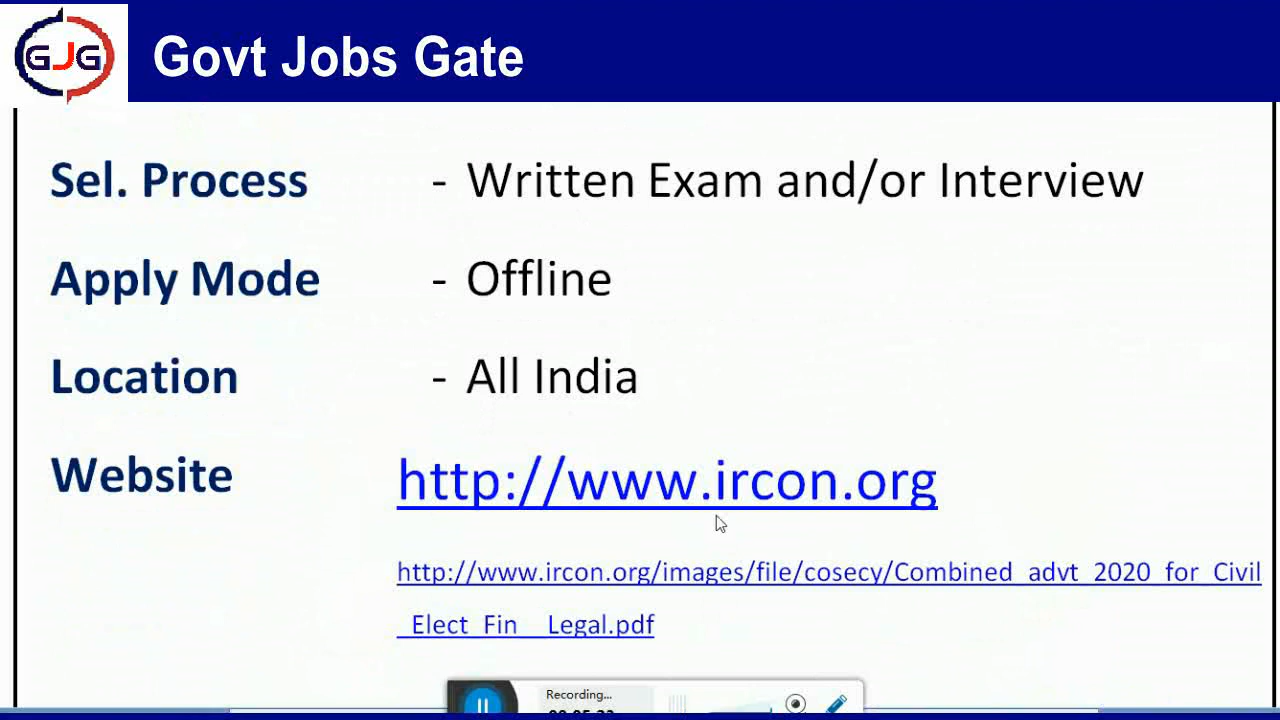 GJG Govt Jobs Gate
Sel. Process - Written Exam and/or Interview
Apply Mode - Offline
Location - All India
Website http://www.ircon.org
http://www.ircon.org/images/file/cosecy/Combined_advt_2020_for_Civil
_Elect_Fin__Legal.pdf
Recording...